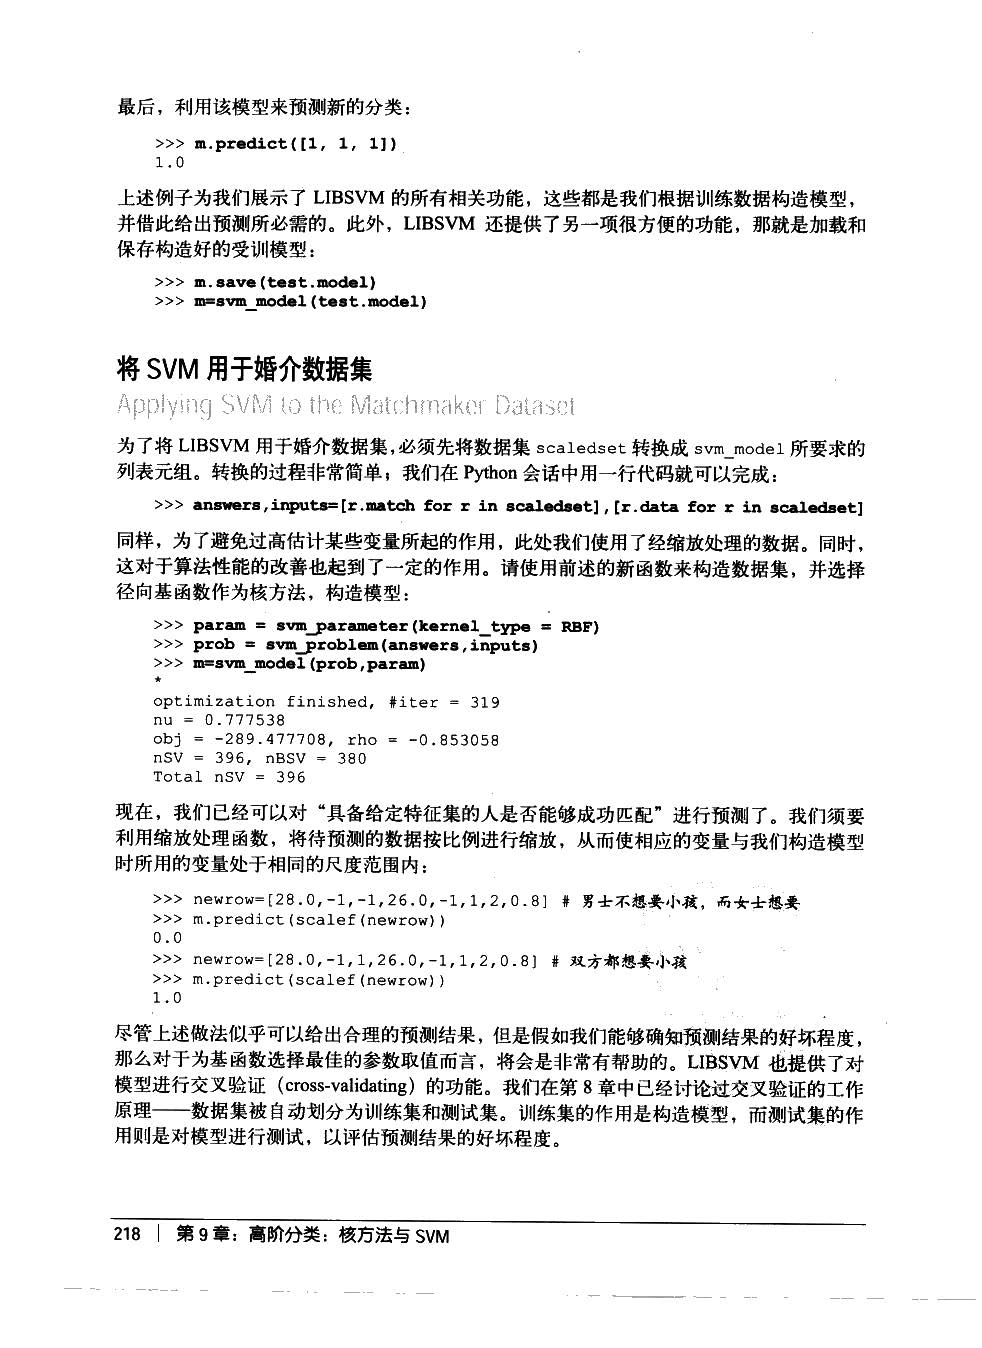 最后，利用该模型来预测新的分类：
>>> m.predict([1, 1, 1])
1.0
上述例子为我们展示了 LIBSVM 的所有相关功能，这些都是我们根据训练数据构造模型，
并借此给出预测所必需的。此外，LIBSVM 还提供了另一项很方便的功能，那就是加载和
保存构造好的受训模型：
>>> m.save(test.model)
>>> m=svm_model(test.model)
将 SVM 用于婚介数据集
Applying SVM to the Matchmaker Dataset
为了将 LIBSVM 用于婚介数据集，必须先将数据集 scaledset 转换成 svm_model 所要求的
列表元组。转换的过程非常简单；我们在 Python 会话中用一行代码就可以完成：
>>> answers,inputs=[r.match for r in scaledset],[r.data for r in scaledset]
同样，为了避免过高估计某些变量所起的作用，此处我们使用了经缩放处理的数据。同时，
这对于算法性能的改善也起到了一定的作用。请使用前述的新函数来构造数据集，并选择
径向基函数作为核方法，构造模型：
>>> param = svm_parameter(kernel_type = RBF)
>>> prob = svm_problem(answers,inputs)
>>> m=svm_model(prob,param)
*
optimization finished, #iter = 319
nu = 0.777538
obj = -289.477708, rho = -0.853058
nSV = 396, nBSV = 380
Total nSV = 396
现在，我们已经可以对“具备给定特征集的人是否能够成功匹配”进行预测了。我们须要
利用缩放处理函数，将待预测的数据按比例进行缩放，从而使相应的变量与我们构造模型
时所用的变量处于相同的尺度范围内：
>>> newrow=[28.0,-1,-1,26.0,-1,1,2,0.8] # 男士不想要小孩，而女士想要
>>> m.predict(scalef(newrow))
0.0
>>> newrow=[28.0,-1,1,26.0,-1,1,2,0.8] # 双方都想要小孩
>>> m.predict(scalef(newrow))
1.0
尽管上述做法似乎可以给出合理的预测结果，但是假如我们能够确知预测结果的好坏程度，
那么对于为基函数选择最佳的参数取值而言，将会是非常有帮助的。LIBSVM 也提供了对
模型进行交叉验证（cross-validating）的功能。我们在第 8 章中已经讨论过交叉验证的工作
原理——数据集被自动划分为训练集和测试集。训练集的作用是构造模型，而测试集的作
用则是对模型进行测试，以评估预测结果的好坏程度。
218 | 第 9 章：高阶分类：核方法与 SVM